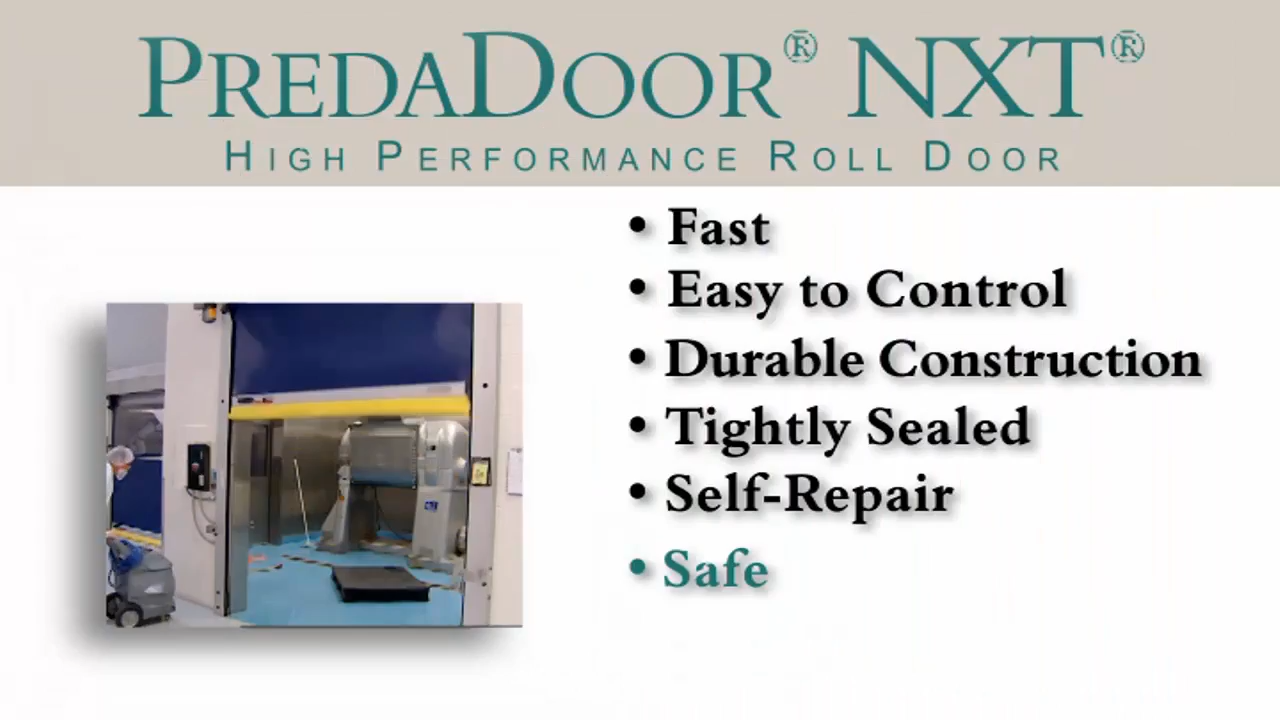 PREDADOOR® NXT®
HIGH PERFORMANCE ROLL DOOR
• Fast
• Easy to Control
• Durable Construction
• Tightly Sealed
• Self-Repair
• Safe